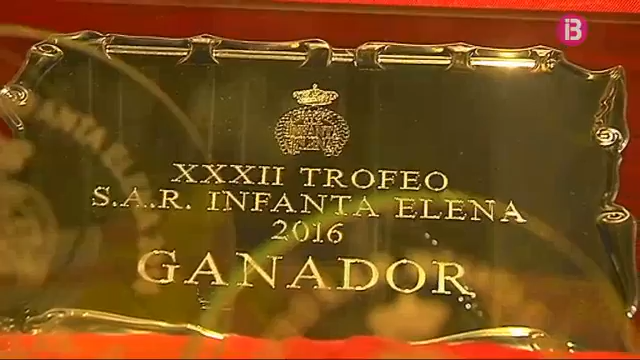 IB
INFANTA
ELENA
XXXII TROFEO
S.A.R. INFANTA ELENA
2016
GANADOR